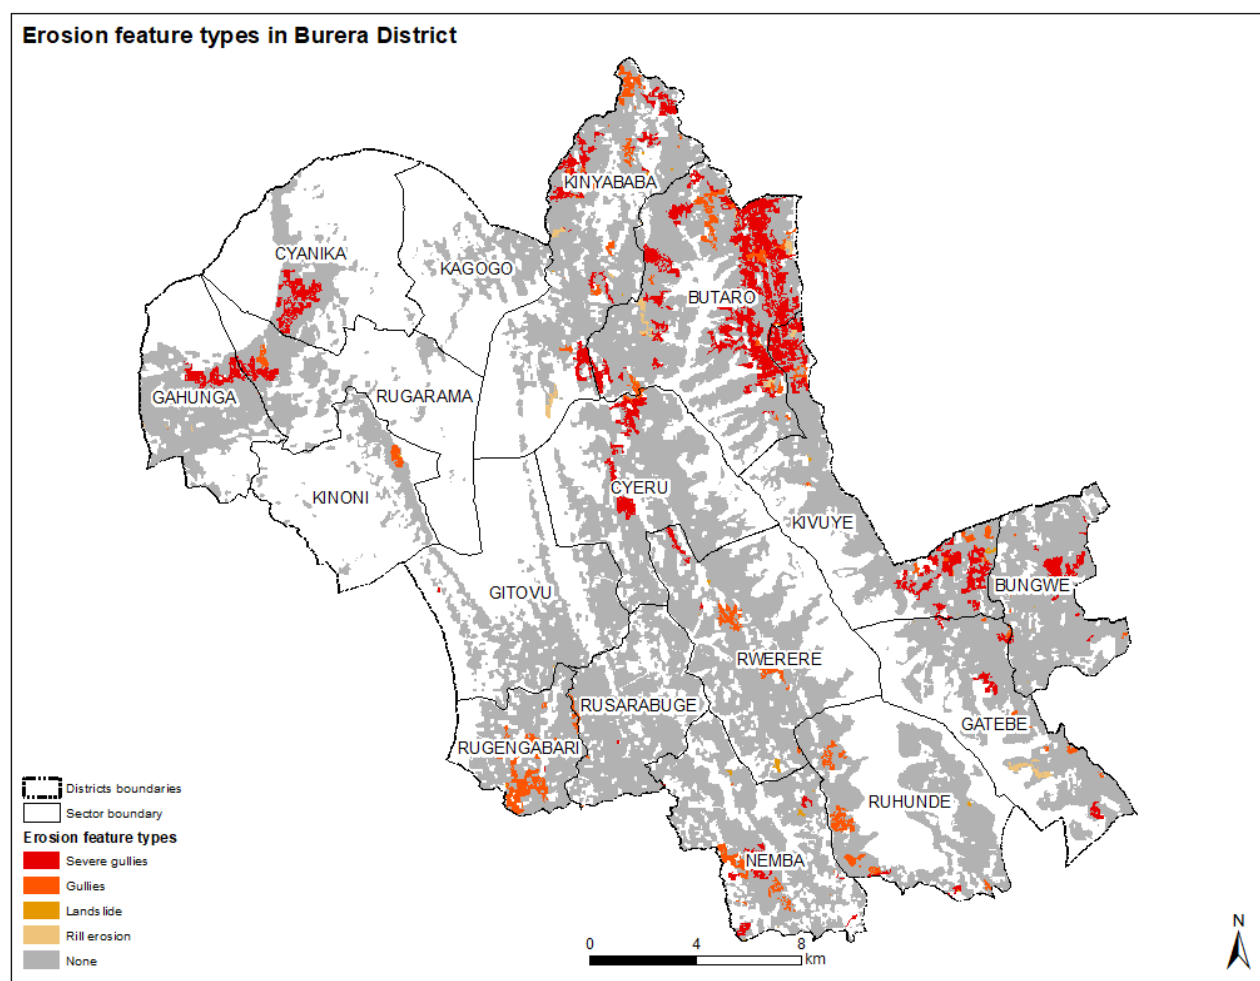 Erosion feature types in Burera District
KINYABABA
CYANIKA
KAGOGO
BUTARO
GAHUNGA
RUGARAMA
KINONI
CYERU
KIVUYE
BUNGWE
GITOVU
RWERERE
RUSARABUGE
GATEBE
RUGENGABARI
RUHUNDE
NEMBA
Districts boundaries
Sector boundary
Erosion feature types
Severe gullies
Gullies
Landslide
Rill erosion
None
0 4 8
km
N